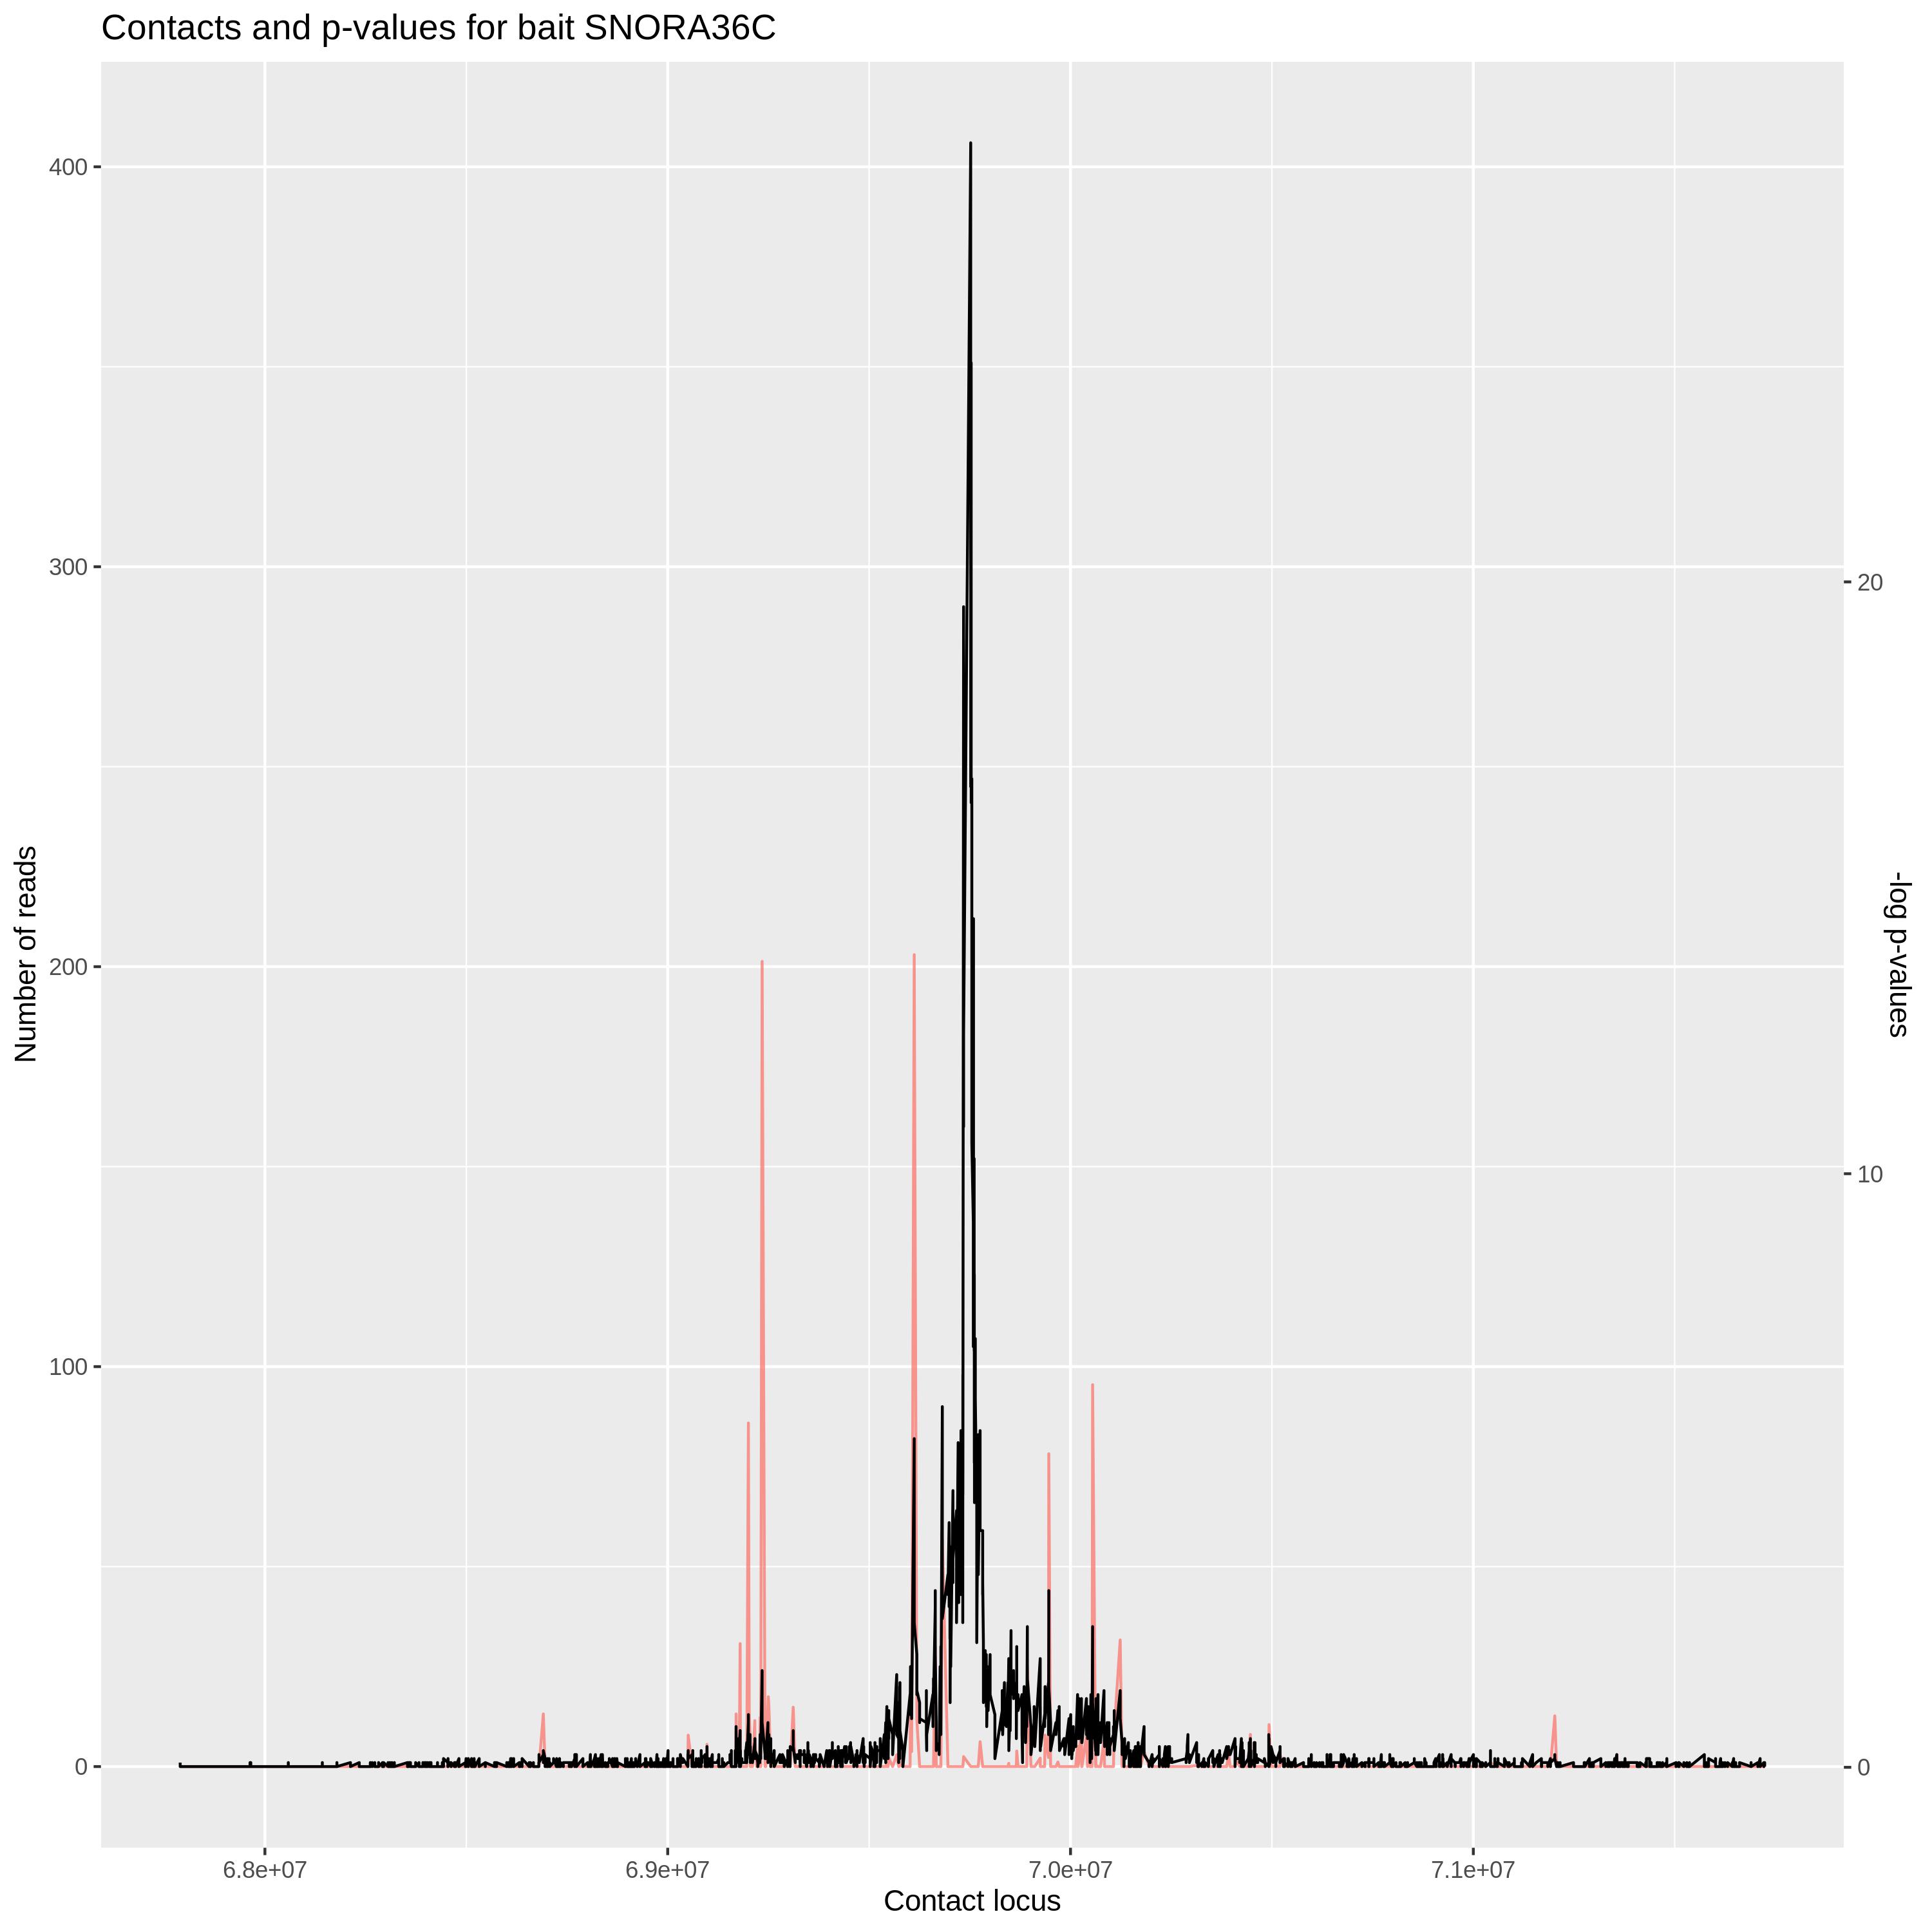 Contacts and p-values for bait SNORA36C
400
300
200
100
0
Number of reads
20
10
0
-log p-values
6.8e+07 6.9e+07 7.0e+07 7.1e+07
Contact locus